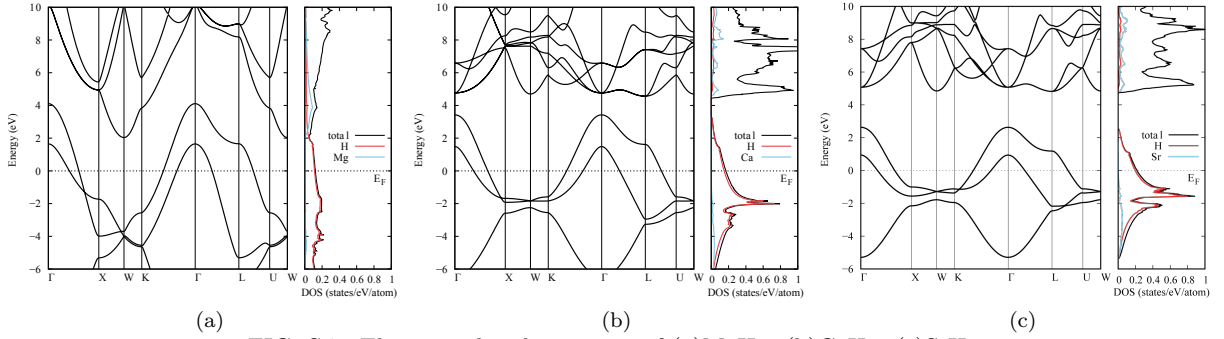 10
8
6
4
2
0
−2
−4
−6
Energy (eV)
Γ X W K Γ L U W
total
H
Mg
E_F
0 0.2 0.4 0.6 0.8 1
DOS (states/eV/atom)
(a)
10
8
6
4
2
0
−2
−4
−6
Energy (eV)
Γ X W K Γ L U W
total
H
Ca
E_F
0 0.2 0.4 0.6 0.8 1
DOS (states/eV/atom)
(b)
10
8
6
4
2
0
−2
−4
−6
Energy (eV)
Γ X W K Γ L U W
total
H
Sr
E_F
0 0.2 0.4 0.6 0.8 1
DOS (states/eV/atom)
(c)